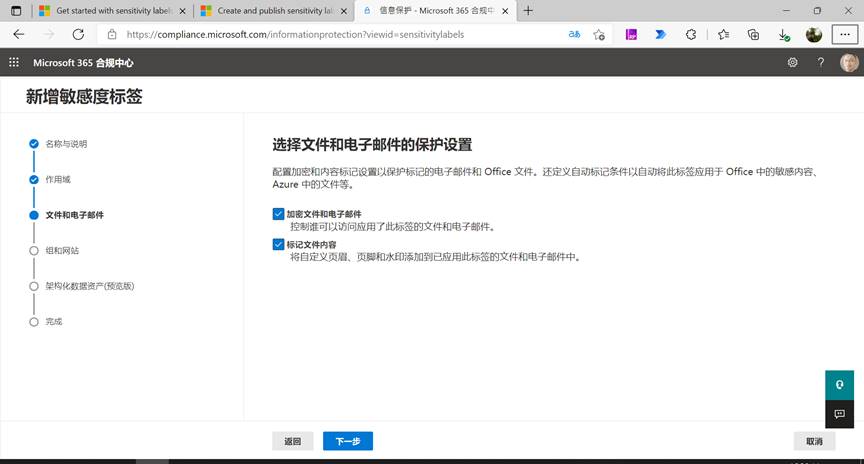 Get started with sensitivity labels
Create and publish sensitivity la
信息保护 - Microsoft 365 合规中
https://compliance.microsoft.com/informationprotection?viewid=sensitivitylabels
Microsoft 365 合规中心
新增敏感度标签
名称与说明
作用域
文件和电子邮件
组和网站
架构化数据资产(预览版)
完成
选择文件和电子邮件的保护设置
配置加密和内容标记设置以保护标记的电子邮件和 Office 文件。还定义自动标记条件以自动将此标签应用于 Office 中的敏感内容、
Azure 中的文件等。
加密文件和电子邮件
控制谁可以访问应用了此标签的文件和电子邮件。
标记文件内容
将自定义页眉、页脚和水印添加到已应用此标签的文件和电子邮件中。
返回
下一步
取消